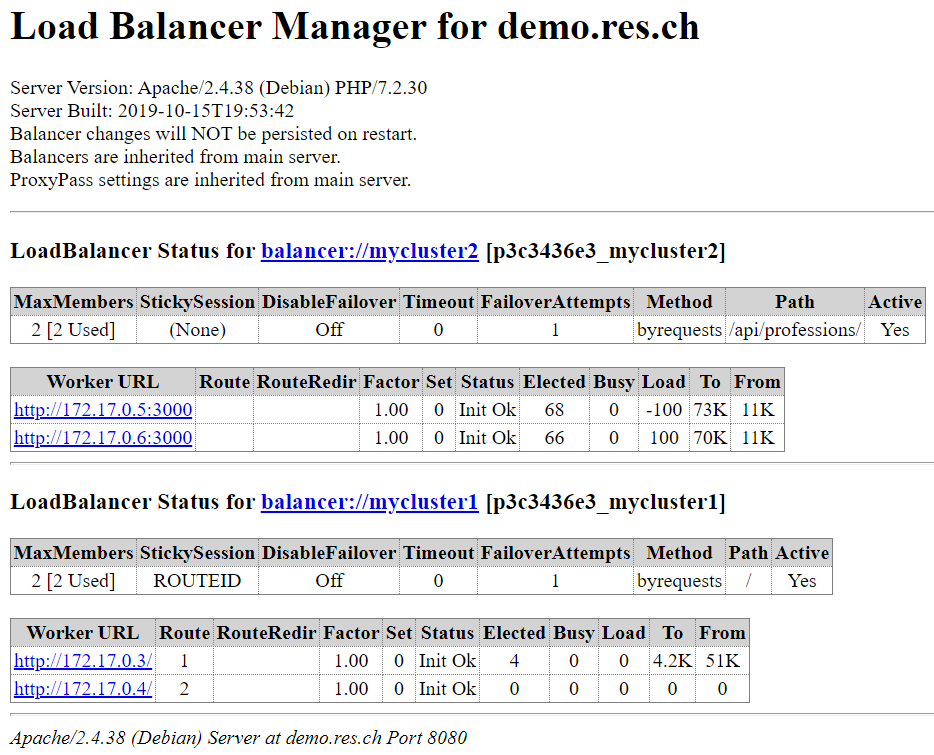 Load Balancer Manager for demo.res.ch
Server Version: Apache/2.4.38 (Debian) PHP/7.2.30
Server Built: 2019-10-15T19:53:42
Balancer changes will NOT be persisted on restart.
Balancers are inherited from main server.
ProxyPass settings are inherited from main server.
LoadBalancer Status for balancer://mycluster2 [p3c3436e3_mycluster2]
MaxMembers StickySession DisableFailover Timeout FailoverAttempts Method Path Active
2 [2 Used] (None) Off 0 1 byrequests /api/professions/ Yes
Worker URL Route RouteRedir Factor Set Status Elected Busy Load To From
http://172.17.0.5:3000 1.00 0 Init Ok 68 0 -100 73K 11K
http://172.17.0.6:3000 1.00 0 Init Ok 66 0 100 70K 11K
LoadBalancer Status for balancer://mycluster1 [p3c3436e3_mycluster1]
MaxMembers StickySession DisableFailover Timeout FailoverAttempts Method Path Active
2 [2 Used] ROUTEID Off 0 1 byrequests / Yes
Worker URL Route RouteRedir Factor Set Status Elected Busy Load To From
http://172.17.0.3/ 1 1.00 0 Init Ok 4 0 0 4.2K 51K
http://172.17.0.4/ 2 1.00 0 Init Ok 0 0 0 0 0
Apache/2.4.38 (Debian) Server at demo.res.ch Port 8080